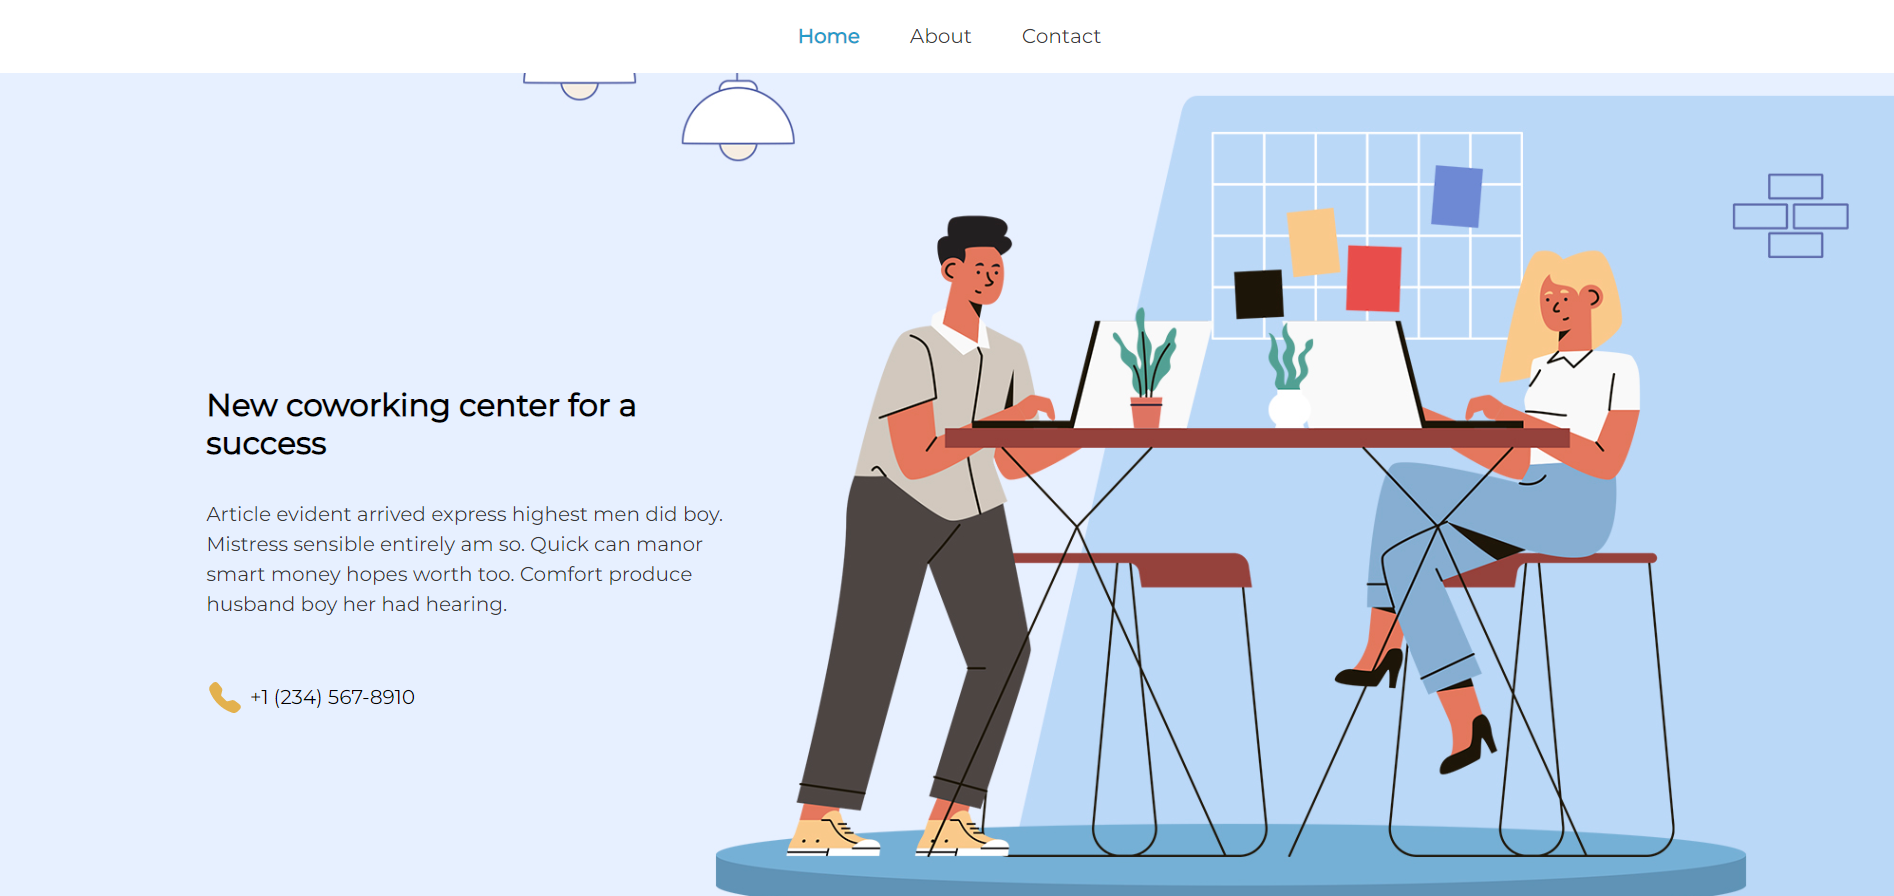 Home About Contact
New coworking center for a
success
Article evident arrived express highest men did boy.
Mistress sensible entirely am so. Quick can manor
smart money hopes worth too. Comfort produce
husband boy her had hearing.
+1 (234) 567-8910